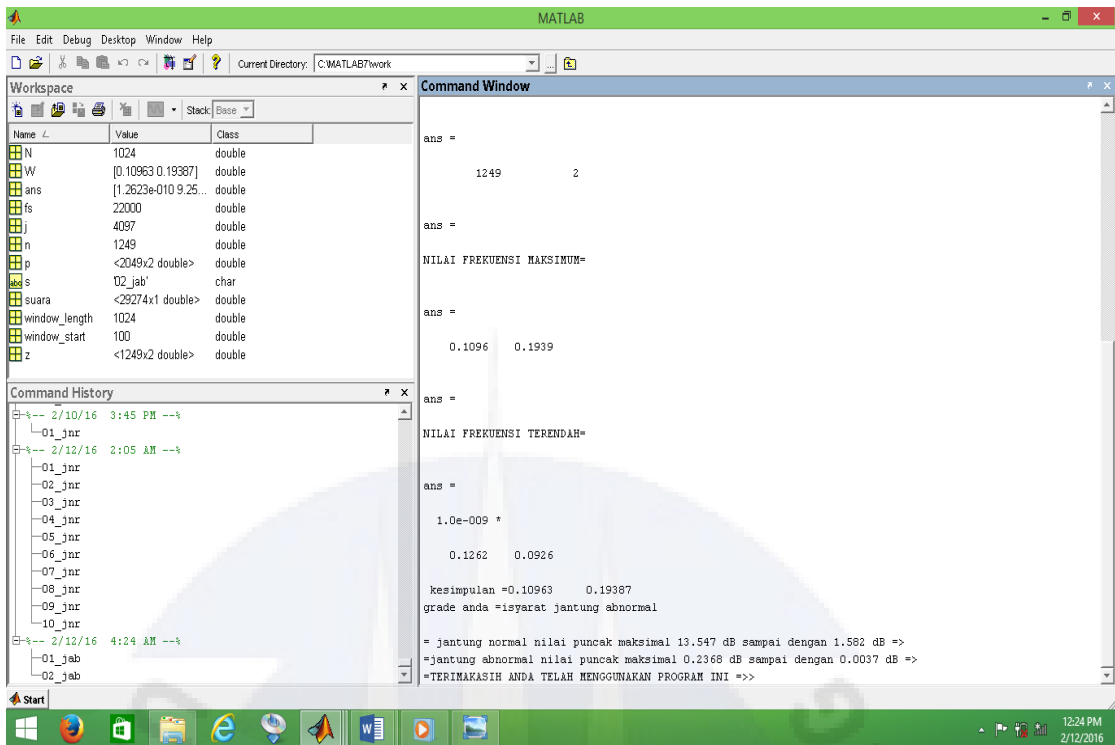 MATLAB
File Edit Debug Desktop Window Help
Current Directory: C:\MATLAB7\work
Workspace
Stack: Base
Name Value Class
N 1024 double
W [0.10963 0.19387] double
ans [1.2623e-010 9.25... double
fs 22000 double
j 4097 double
n 1249 double
p <2049x2 double> double
abc s '02_jab' char
suara <29274x1 double> double
window_length 1024 double
window_start 100 double
z <1249x2 double> double
Command History
%-- 2/10/16 3:45 PM --%
01_jnr
%-- 2/12/16 2:05 AM --%
01_jnr
02_jnr
03_jnr
04_jnr
05_jnr
06_jnr
07_jnr
08_jnr
09_jnr
10_jnr
%-- 2/12/16 4:24 AM --%
01_jab
02_jab
Command Window
ans =
1249 2
ans =
NILAI FREKUENSI MAKSIMUM=
ans =
0.1096 0.1939
ans =
NILAI FREKUENSI TERENDAH=
ans =
1.0e-009 *
0.1262 0.0926
kesimpulan =0.10963 0.19387
grade anda =isyarat jantung abnormal
= jantung normal nilai puncak maksimal 13.547 dB sampai dengan 1.582 dB =>
=jantung abnormal nilai puncak maksimal 0.2368 dB sampai dengan 0.0037 dB =>
=TERIMAKASIH ANDA TELAH MENGGUNAKAN PROGRAM INI =>>
Start
12:24 PM
2/12/2016